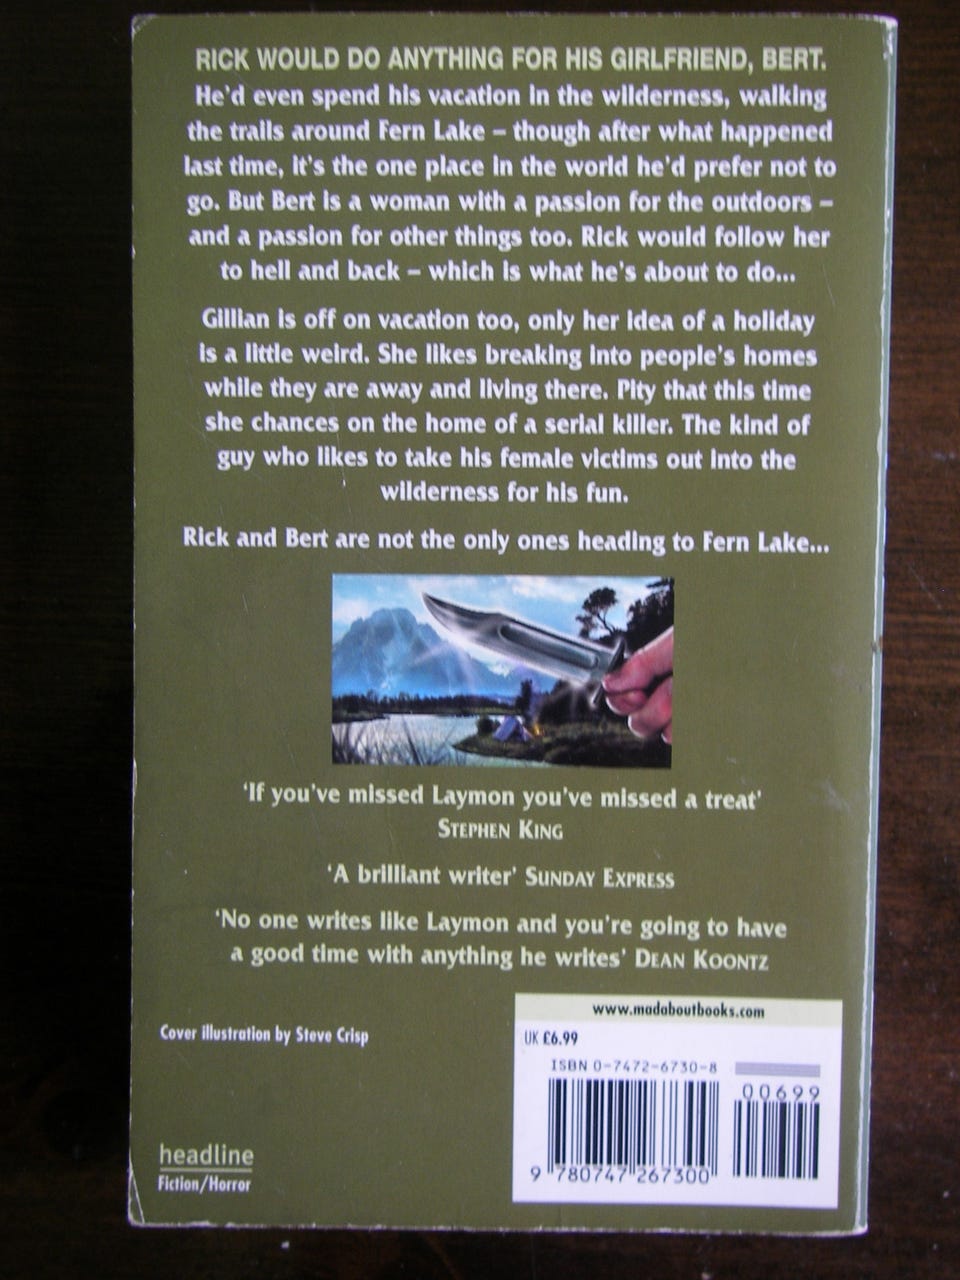 RICK WOULD DO ANYTHING FOR HIS GIRLFRIEND, BERT.
He'd even spend his vacation in the wilderness, walking
the trails around Fern Lake – though after what happened
last time, it's the one place in the world he'd prefer not to
go. But Bert is a woman with a passion for the outdoors –
and a passion for other things too. Rick would follow her
to hell and back – which is what he's about to do...
Gillian is off on vacation too, only her idea of a holiday
is a little weird. She likes breaking into people's homes
while they are away and living there. Pity that this time
she chances on the home of a serial killer. The kind of
guy who likes to take his female victims out into the
wilderness for his fun.
Rick and Bert are not the only ones heading to Fern Lake...
'If you've missed Laymon you've missed a treat'
STEPHEN KING
'A brilliant writer' SUNDAY EXPRESS
'No one writes like Laymon and you're going to have
a good time with anything he writes' DEAN KOONTZ
Cover illustration by Steve Crisp
headline
Fiction/Horror
www.madaboutbooks.com
UK £6.99
ISBN 0-7472-6730-8
00699
9 780747 267300